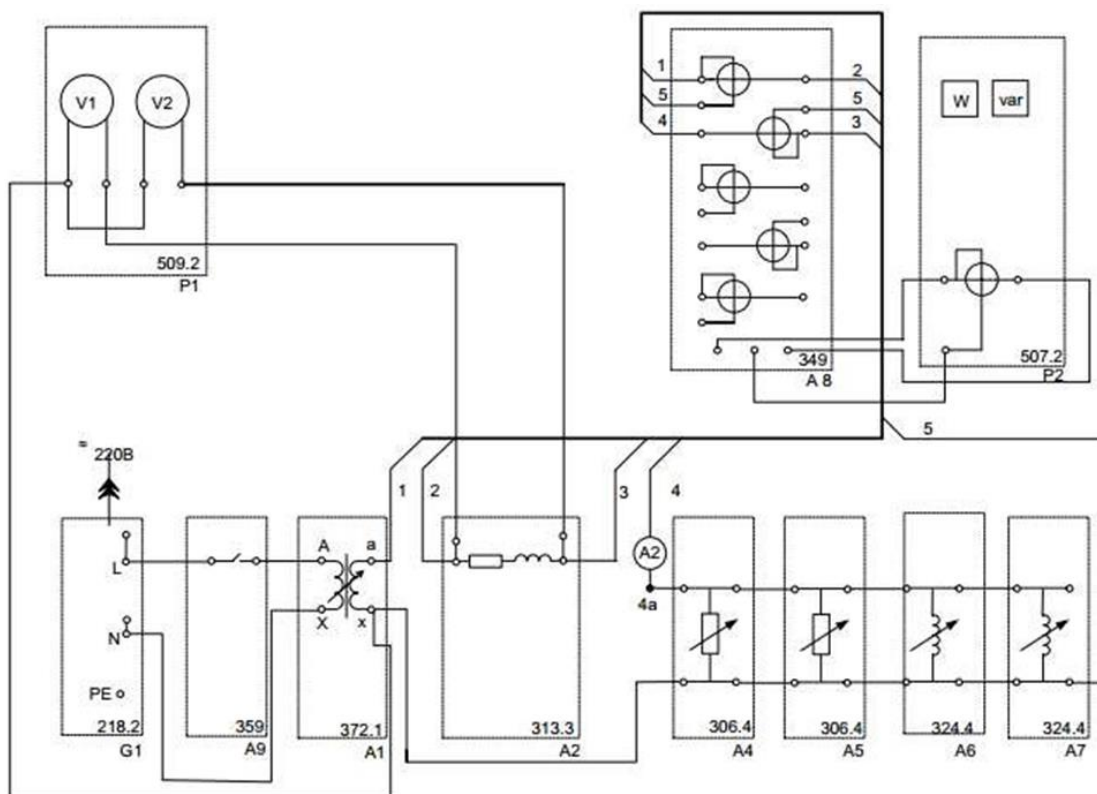 V1 V2
509.2
P1
1 2
5 5
4 3
349
A 8
W var
507.2
P2
5
≈
220В
1 2 3 4
L
N
PE
218.2
G1
359
A9
A a
X x
372.1
A1
313.3
A2
A2
4a
306.4
A4
306.4
A5
324.4
A6
324.4
A7